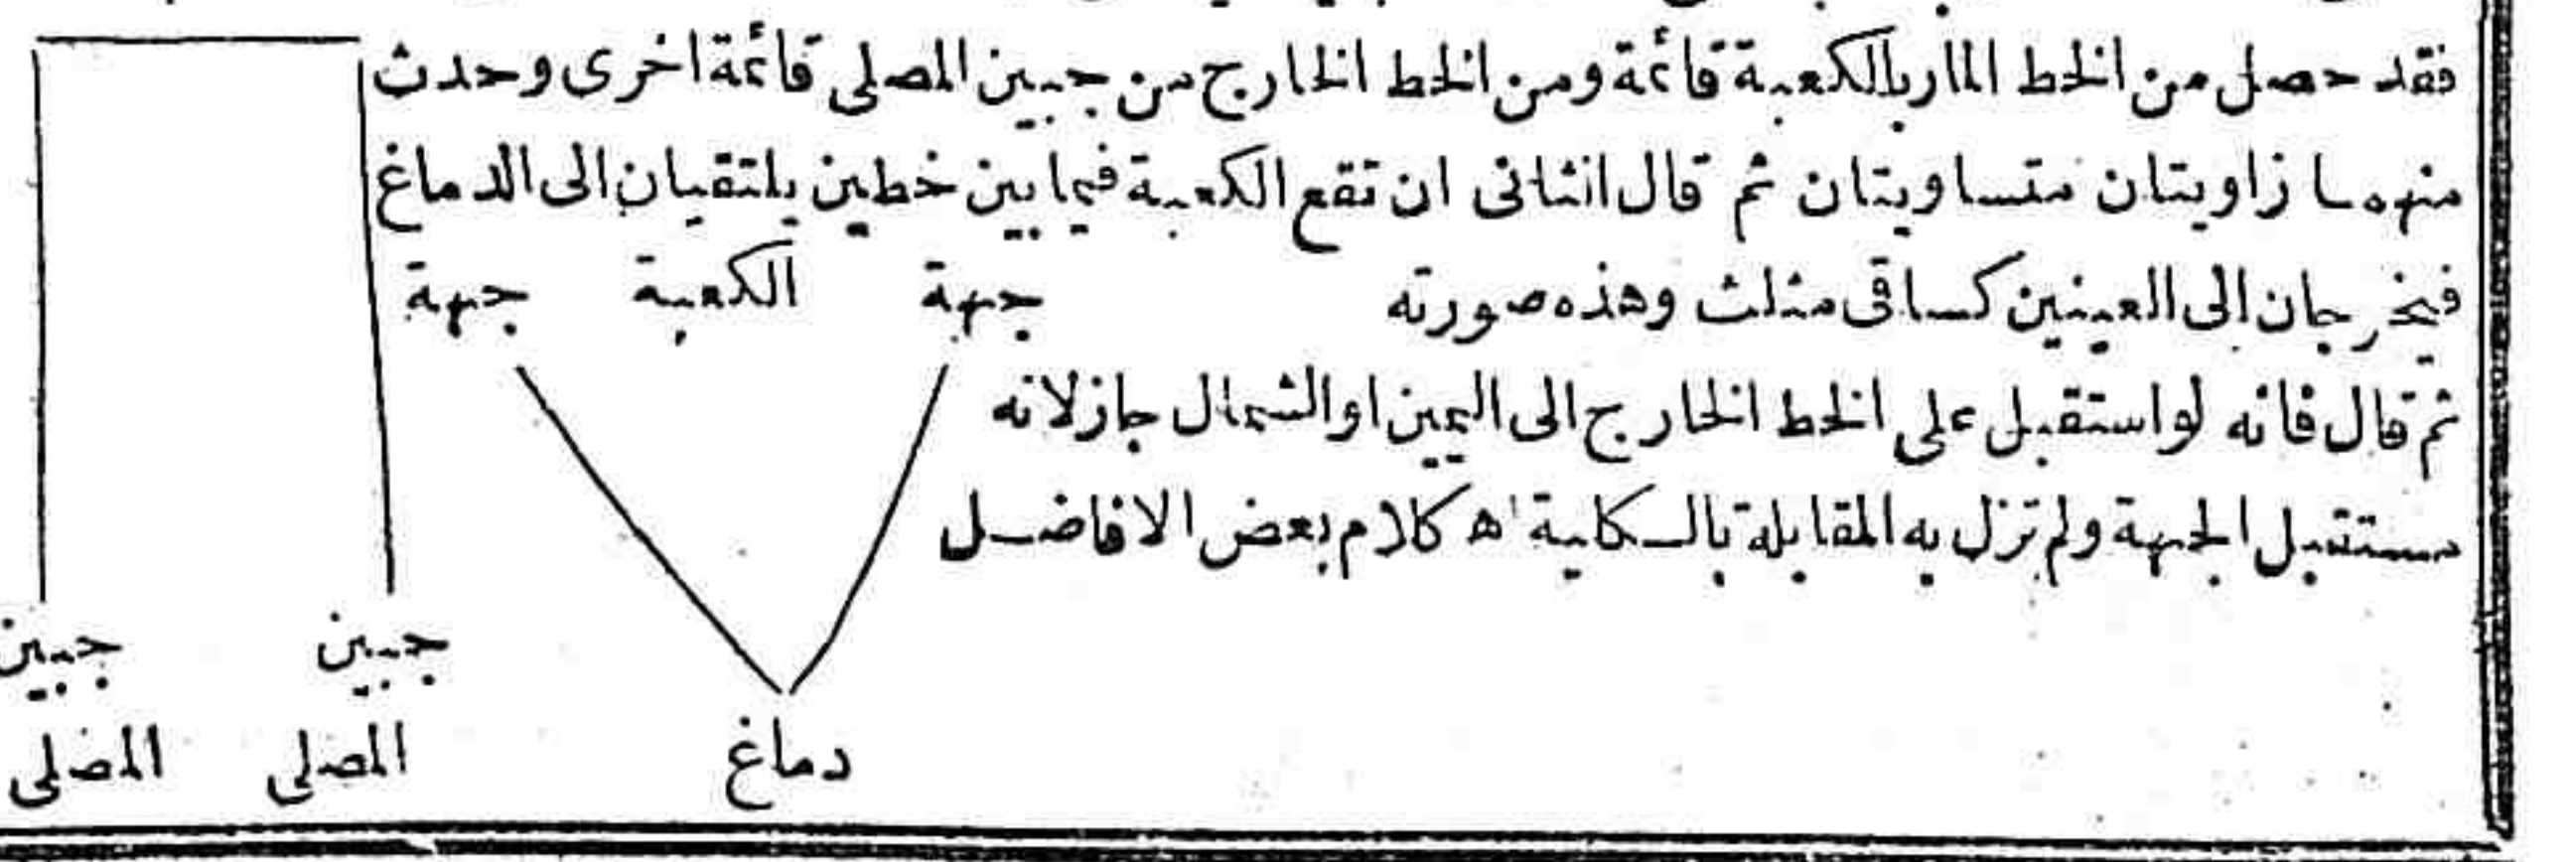 فقد حصل من الخط المار بالكعبة قائمة ومن الخط الخارج من جبين المصلى قائمة اخرى وحدث
منهما زاويتان متساويتان ثم قال الثانى ان تقع الكعبة فيما بين خطين يلتقيان الى الدماغ
فيخرجان الى العينين كساقى مثلث وهذه صورته
جهة الكعبة جهة
ثم قال فانه لو استقبل على الخط الخارج الى اليمين او الشمال جاز لانه
مستقبل الجهة ولم تزل به المقابلة بالكلية اه كلام بعض الافاضل
جبين جبين
دماغ المصلى المضلى